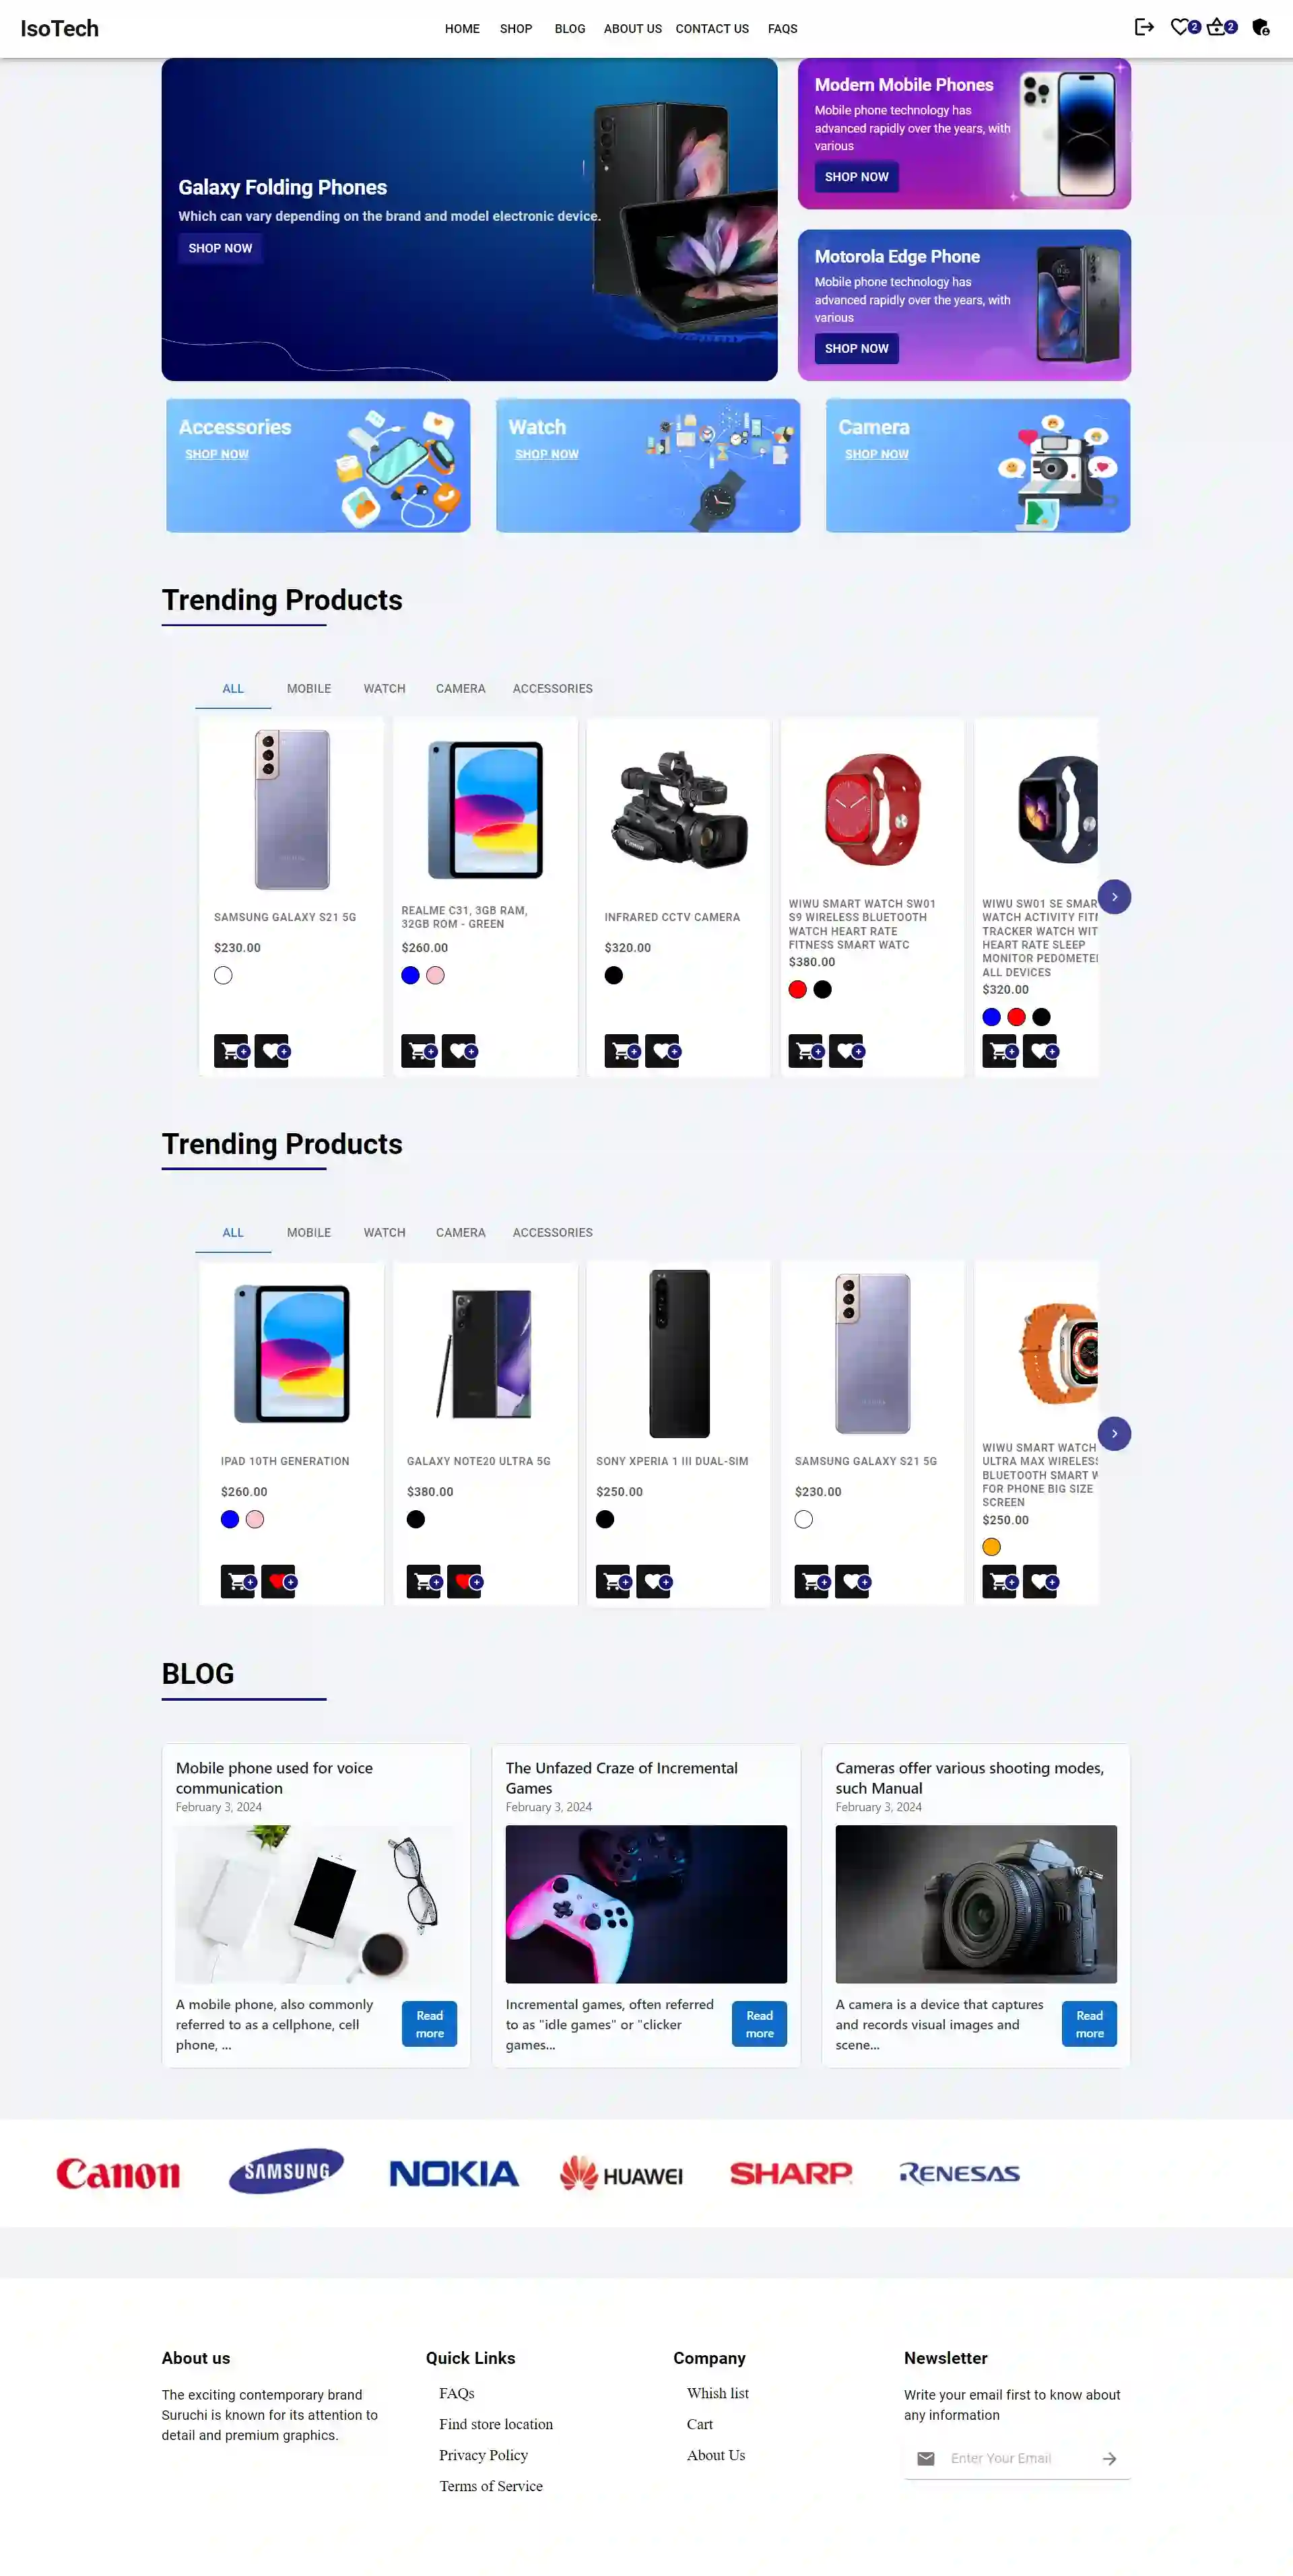 IsoTech
HOME SHOP BLOG ABOUT US CONTACT US FAQS
2 2
Galaxy Folding Phones
Which can vary depending on the brand and model electronic device.
SHOP NOW
Modern Mobile Phones
Mobile phone technology has
advanced rapidly over the years, with
various
SHOP NOW
Motorola Edge Phone
Mobile phone technology has
advanced rapidly over the years, with
various
SHOP NOW
Accessories
SHOP NOW
Watch
SHOP NOW
Camera
SHOP NOW
Trending Products
ALL MOBILE WATCH CAMERA ACCESSORIES
SAMSUNG GALAXY S21 5G
$230.00
REALME C31, 3GB RAM,
32GB ROM - GREEN
$260.00
Canon
INFRARED CCTV CAMERA
$320.00
WIWU SMART WATCH SW01
S9 WIRELESS BLUETOOTH
WATCH HEART RATE
FITNESS SMART WATC
$380.00
WIWU SW01 SE SMAR
WATCH ACTIVITY FIT
TRACKER WATCH WIT
HEART RATE SLEEP
MONITOR PEDOMETE
ALL DEVICES
$320.00
Trending Products
ALL MOBILE WATCH CAMERA ACCESSORIES
IPAD 10TH GENERATION
$260.00
GALAXY NOTE20 ULTRA 5G
$380.00
SONY XPERIA 1 III DUAL-SIM
$250.00
SAMSUNG GALAXY S21 5G
$230.00
WIWU SMART WATCH
ULTRA MAX WIRELESS
BLUETOOTH SMART W
FOR PHONE BIG SIZE
SCREEN
$250.00
BLOG
Mobile phone used for voice
communication
February 3, 2024
A mobile phone, also commonly
referred to as a cellphone, cell
phone, ...
Read
more
The Unfazed Craze of Incremental
Games
February 3, 2024
Incremental games, often referred
to as "idle games" or "clicker
games...
Read
more
Cameras offer various shooting modes,
such Manual
February 3, 2024
A camera is a device that captures
and records visual images and
scene...
Read
more
Canon SAMSUNG NOKIA HUAWEI SHARP RENESAS
About us
The exciting contemporary brand
Suruchi is known for its attention to
detail and premium graphics.
Quick Links
FAQs
Find store location
Privacy Policy
Terms of Service
Company
Whish list
Cart
About Us
Newsletter
Write your email first to know about
any information
Enter Your Email